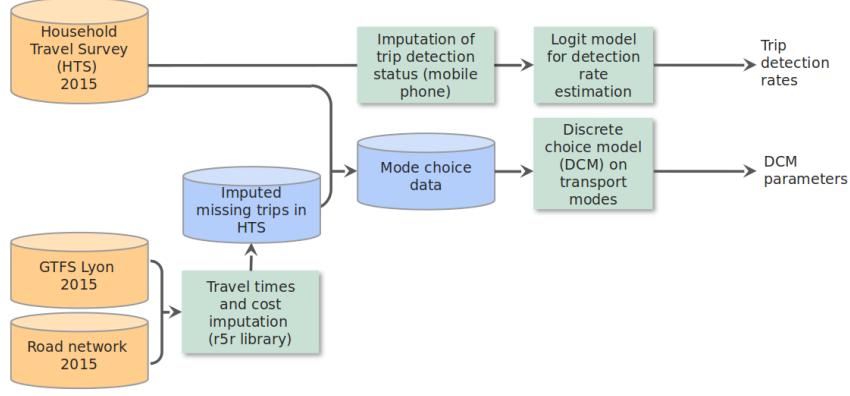 Household
Travel Survey
(HTS)
2015
Imputation of
trip detection
status (mobile
phone)
Logit model
for detection
rate
estimation
Trip
detection
rates
Imputed
missing trips in
HTS
Mode choice
data
Discrete
choice model
(DCM) on
transport
modes
DCM
parameters
GTFS Lyon
2015
Road network
2015
Travel times
and cost
imputation
(r5r library)